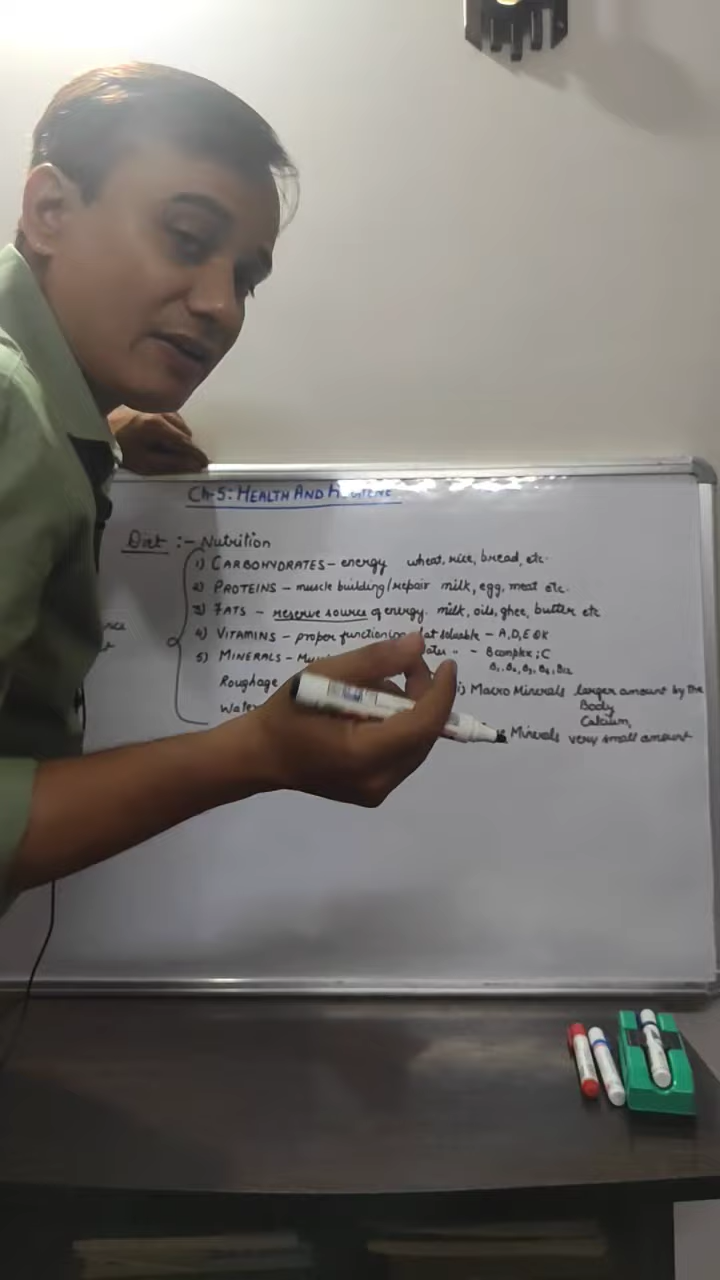 Ch-5: HEALTH AND HYGIENE
Diet :- Nutrition
1) CARBOHYDRATES - energy wheat, rice, bread, etc.
2) PROTEINS - muscle building/repair milk, egg, meat etc.
3) FATS - reserve source of energy. milk, oils, ghee, butter etc
4) VITAMINS - proper functioning fat soluable - A, D, E & K
5) MINERALS - " - B complex; C
B1, B2, B3, B6, B12
Roughage i) Macro Minerals larger amount by the
Water Body
Calcium,
Minerals very small amount